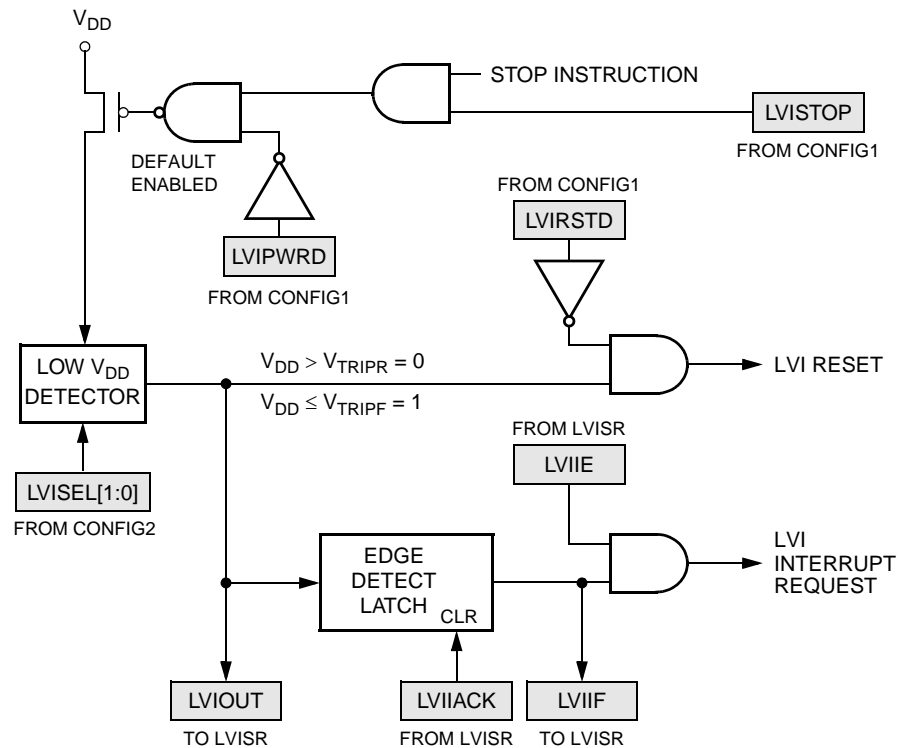 VDD
STOP INSTRUCTION
LVISTOP
FROM CONFIG1
DEFAULT
ENABLED
LVIPWRD
FROM CONFIG1
FROM CONFIG1
LVIRSTD
LOW VDD
DETECTOR
VDD > VTRIPR = 0
VDD ≤ VTRIPF = 1
LVI RESET
LVISEL[1:0]
FROM CONFIG2
FROM LVISR
LVIIE
EDGE
DETECT
LATCH
CLR
LVI
INTERRUPT
REQUEST
LVIOUT
TO LVISR
LVIIACK
FROM LVISR
LVIIF
TO LVISR